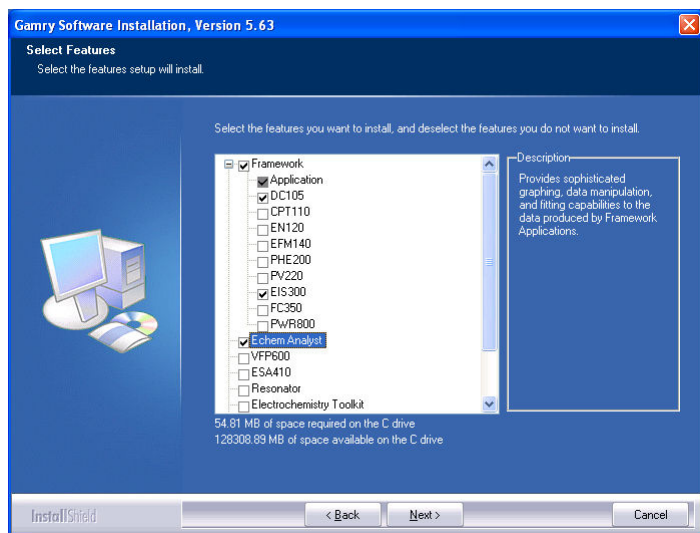 Gamry Software Installation, Version 5.63
Select Features
Select the features setup will install.
Select the features you want to install, and deselect the features you do not want to install.
Framework
Application
DC105
CPT110
EN120
EFM140
PHE200
PV220
EIS300
FC350
PWR800
Echem Analyst
VFP600
ESA410
Resonator
Electrochemistry Toolkit
Description
Provides sophisticated
graphing, data manipulation,
and fitting capabilities to the
data produced by Framework
Applications.
54.81 MB of space required on the C drive
128308.89 MB of space available on the C drive
InstallShield
< Back
Next >
Cancel